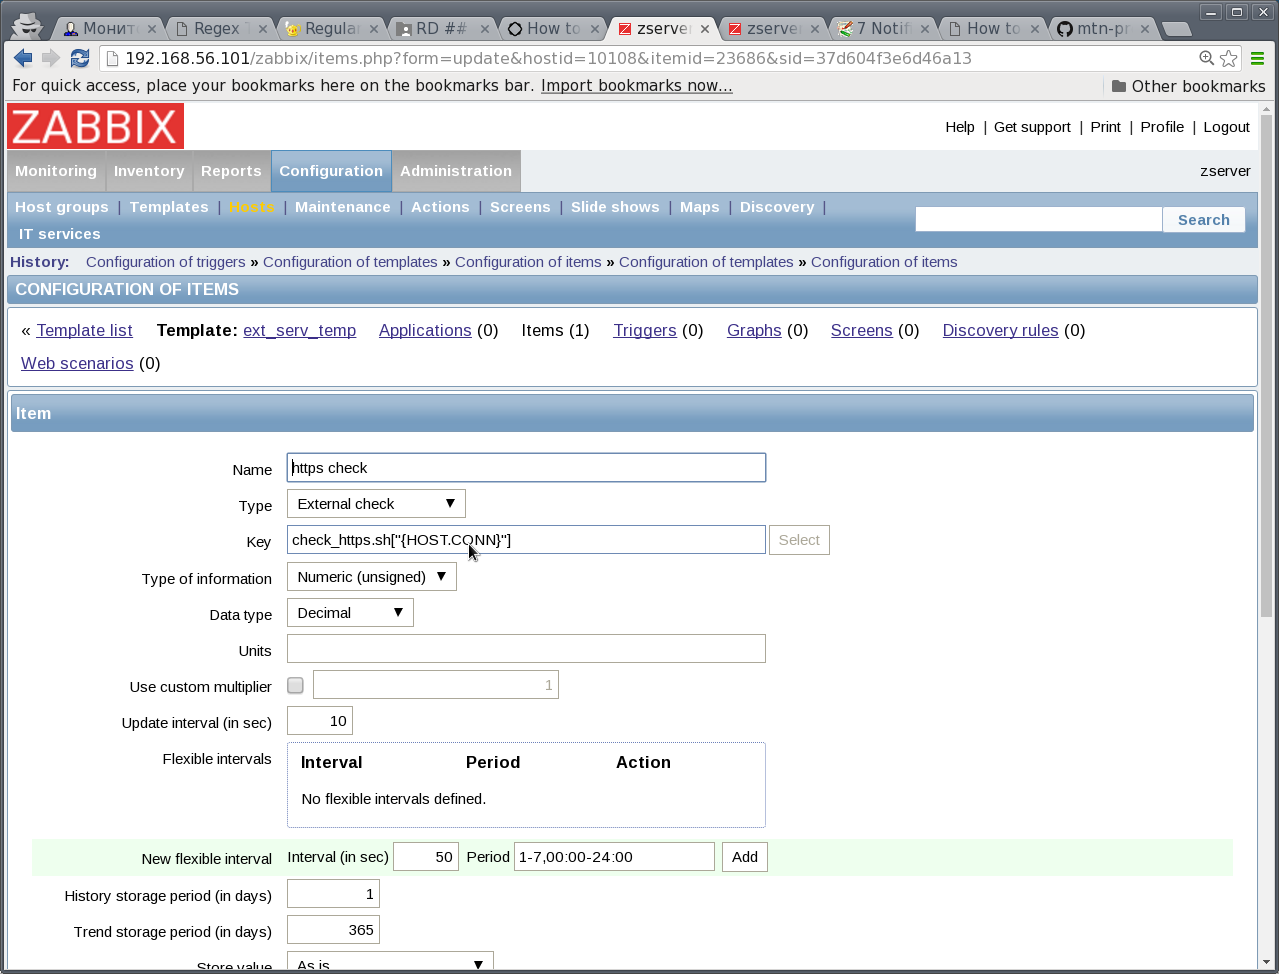 Монит Regex Regula RD ## How to zserve zserve 7 Notif How to mtn-pr
192.168.56.101/zabbix/items.php?form=update&hostid=10108&itemid=23686&sid=37d604f3e6d46a13
For quick access, place your bookmarks here on the bookmarks bar. Import bookmarks now... Other bookmarks
ZABBIX
Help | Get support | Print | Profile | Logout
Monitoring Inventory Reports Configuration Administration zserver
Host groups | Templates | Hosts | Maintenance | Actions | Screens | Slide shows | Maps | Discovery |
IT services
Search
History: Configuration of triggers » Configuration of templates » Configuration of items » Configuration of templates » Configuration of items
CONFIGURATION OF ITEMS
« Template list Template: ext_serv_temp Applications (0) Items (1) Triggers (0) Graphs (0) Screens (0) Discovery rules (0)
Web scenarios (0)
Item
Name https check
Type External check
Key check_https.sh["{HOST.CONN}"] Select
Type of information Numeric (unsigned)
Data type Decimal
Units
Use custom multiplier 1
Update interval (in sec) 10
Flexible intervals Interval Period Action
No flexible intervals defined.
New flexible interval Interval (in sec) 50 Period 1-7,00:00-24:00 Add
History storage period (in days) 1
Trend storage period (in days) 365
Store value As is